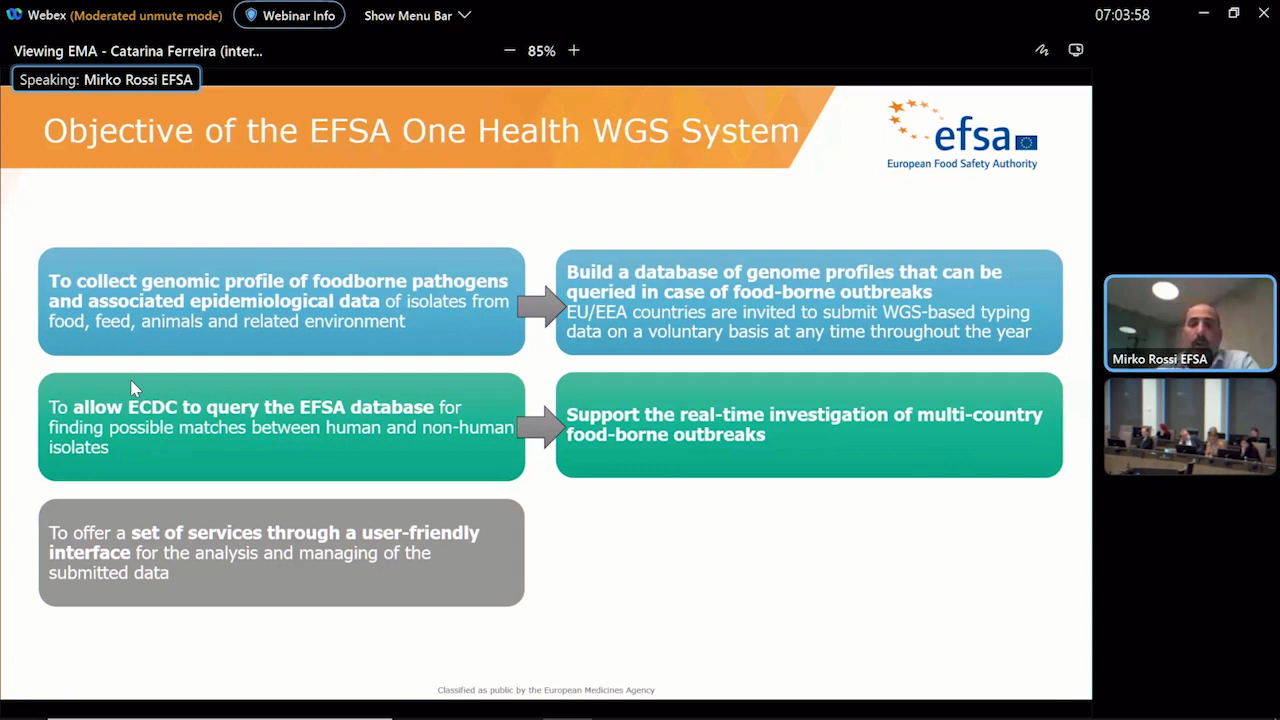 Webex (Moderated unmute mode) Webinar Info Show Menu Bar 07:03:58
Viewing EMA - Catarina Ferreira (inter... 85%
Speaking: Mirko Rossi EFSA
Objective of the EFSA One Health WGS System
efsa
European Food Safety Authority
To collect genomic profile of foodborne pathogens
and associated epidemiological data of isolates from
food, feed, animals and related environment
Build a database of genome profiles that can be
queried in case of food-borne outbreaks
EU/EEA countries are invited to submit WGS-based typing
data on a voluntary basis at any time throughout the year
To allow ECDC to query the EFSA database for
finding possible matches between human and non-human
isolates
Support the real-time investigation of multi-country
food-borne outbreaks
To offer a set of services through a user-friendly
interface for the analysis and managing of the
submitted data
Mirko Rossi EFSA
Classified as public by the European Medicines Agency